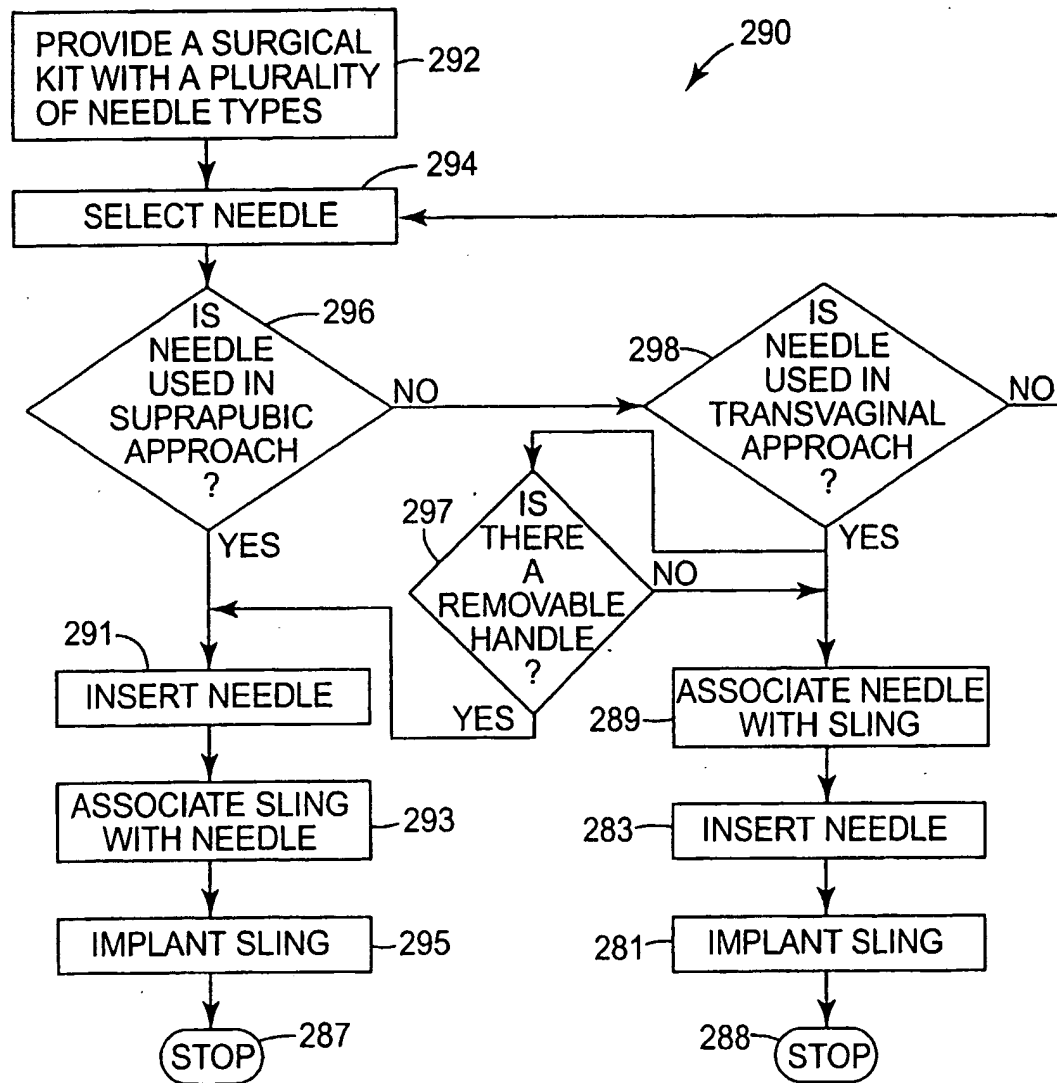 290
PROVIDE A SURGICAL
KIT WITH A PLURALITY
OF NEEDLE TYPES
292
294
SELECT NEEDLE
IS
NEEDLE
USED IN
SUPRAPUBIC
APPROACH
?
296
NO
YES
298
IS
NEEDLE
USED IN
TRANSVAGINAL
APPROACH
?
NO
YES
297
IS
THERE
A
REMOVABLE
HANDLE
?
NO
YES
291
INSERT NEEDLE
ASSOCIATE SLING
WITH NEEDLE
293
IMPLANT SLING
295
STOP
287
ASSOCIATE NEEDLE
WITH SLING
289
INSERT NEEDLE
283
IMPLANT SLING
281
STOP
288